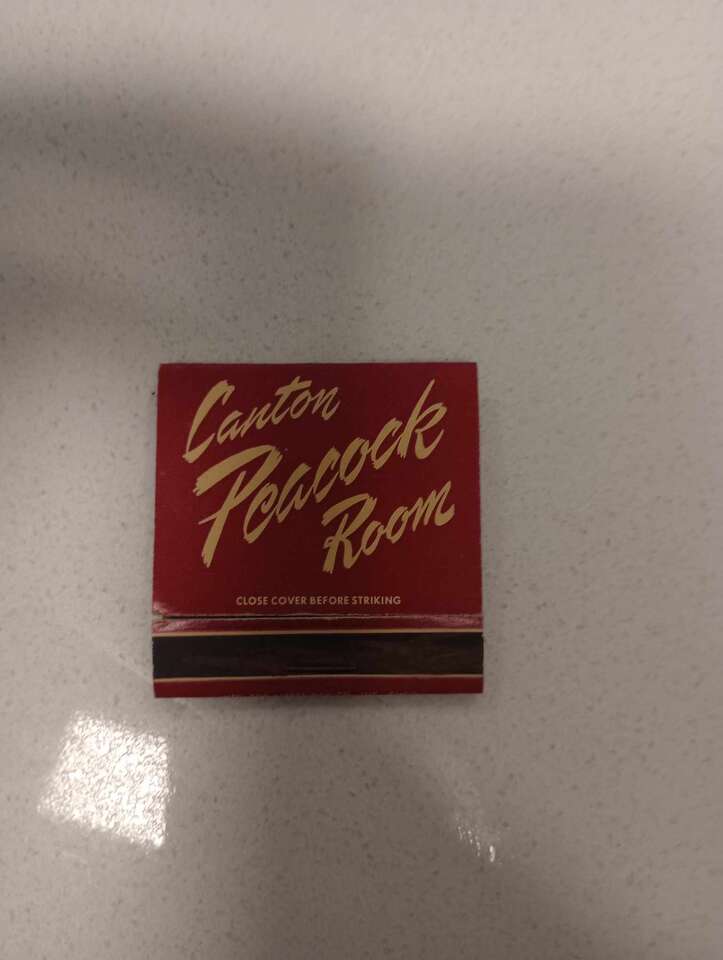 Canton
Peacock
Room
CLOSE COVER BEFORE STRIKING